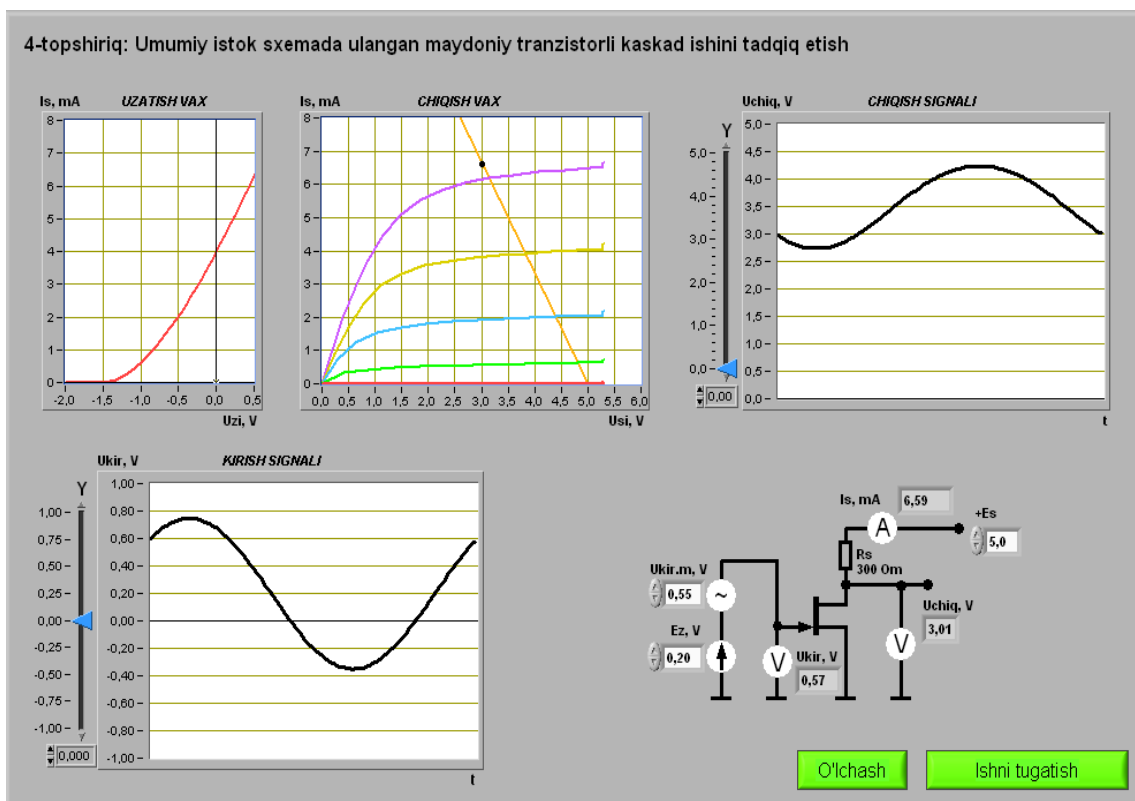 4-topshiriq: Umumiy istok sxemada ulangan maydoniy tranzistorli kaskad ishini tadqiq etish
Is, mA UZATISH VAX
8
7
6
5
4
3
2
1
0
-2,0 -1,5 -1,0 -0,5 0,0 0,5
Uzi, V
Is, mA CHIQISH VAX
8
7
6
5
4
3
2
1
0
0,0 0,5 1,0 1,5 2,0 2,5 3,0 3,5 4,0 4,5 5,0 5,5 6,0
Usi, V
Uchiq, V CHIQISH SIGNALI
Y
5,0
4,0
3,0
2,0
1,0
0,0
0,00
5,0
4,5
4,0
3,5
3,0
2,5
2,0
1,5
1,0
0,5
0,0
t
Ukir, V KIRISH SIGNALI
Y
1,00
0,75
0,50
0,25
0,00
-0,25
-0,50
-0,75
-1,00
0,000
1,00
0,80
0,60
0,40
0,20
0,00
-0,20
-0,40
-0,60
-0,80
-1,00
t
Is, mA 6,59
A
+Es
5,0
Rs
300 Om
Ukir.m, V
0,55
~
Ez, V
0,20
V
Ukir, V
0,57
V
Uchiq, V
3,01
O'lchash
Ishni tugatish